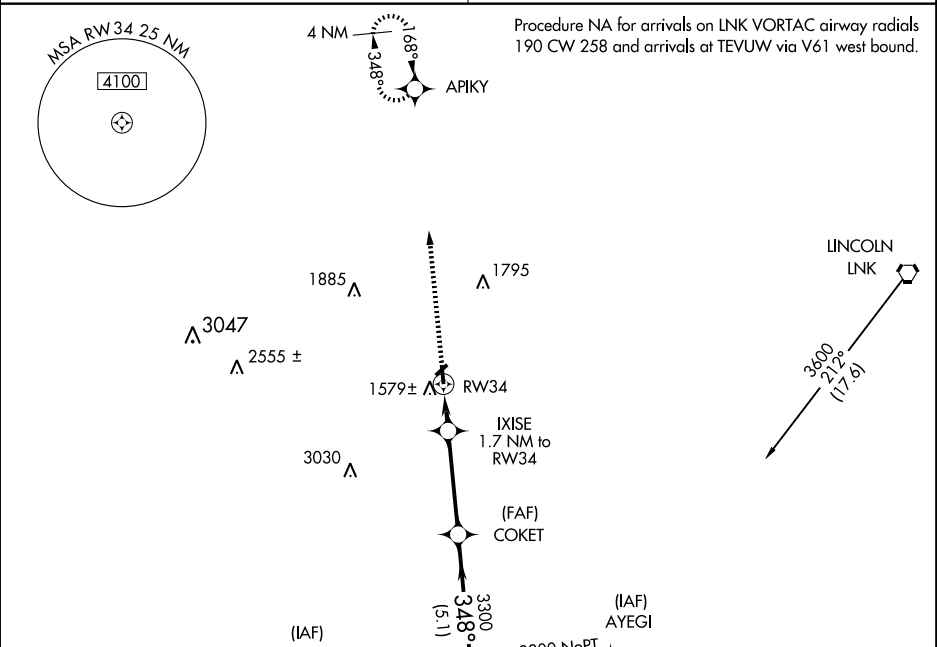 MSA RW34 25 NM
4100
4 NM
168°
348°
APIKY
Procedure NA for arrivals on LNK VORTAC airway radials
190 CW 258 and arrivals at TEVUW via V61 west bound.
LINCOLN
LNK
3600
212°
(17.6)
1885
1795
3047
2555 ±
1579±
RW34
IXISE
1.7 NM to
RW34
3030
(FAF)
COKET
3300
348°
(5.1)
(IAF)
(IAF)
AYEGI
NoPT